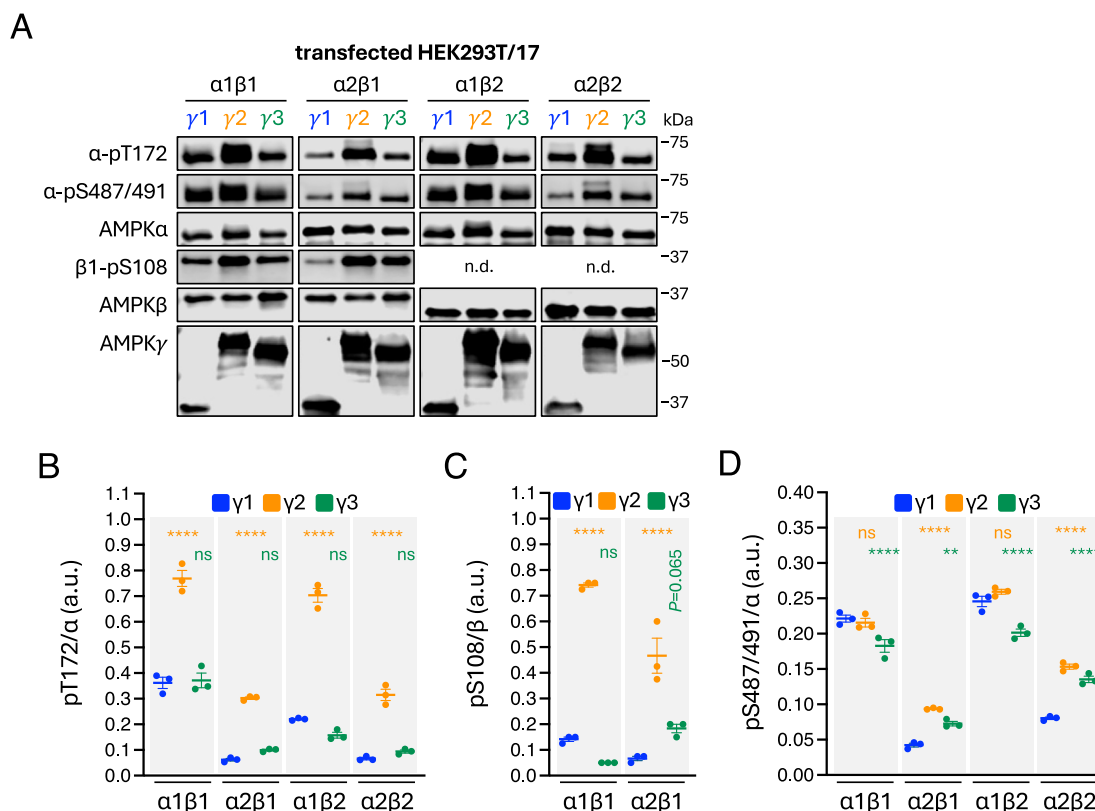 A
transfected HEK293T/17
α1β1 α2β1 α1β2 α2β2
γ1 γ2 γ3 γ1 γ2 γ3 γ1 γ2 γ3 γ1 γ2 γ3 kDa
α-pT172 −75
α-pS487/491 −75
AMPKα −75
β1-pS108 n.d. n.d. −37
AMPKβ −37
AMPKγ −50
−37
B
pT172/α (a.u.)
γ1 γ2 γ3
1.1
1.0
0.9
0.8
0.7
0.6
0.5
0.4
0.3
0.2
0.1
0.0
**** **** **** ****
ns ns ns ns
α1β1 α2β1 α1β2 α2β2
C
pS108/β (a.u.)
γ1 γ2 γ3
1.1
1.0
0.9
0.8
0.7
0.6
0.5
0.4
0.3
0.2
0.1
0.0
**** ****
ns P=0.065
α1β1 α2β1
D
pS487/491/α (a.u.)
γ1 γ2 γ3
0.40
0.35
0.30
0.25
0.20
0.15
0.10
0.05
0.00
ns **** ns ****
**** ** **** ****
α1β1 α2β1 α1β2 α2β2